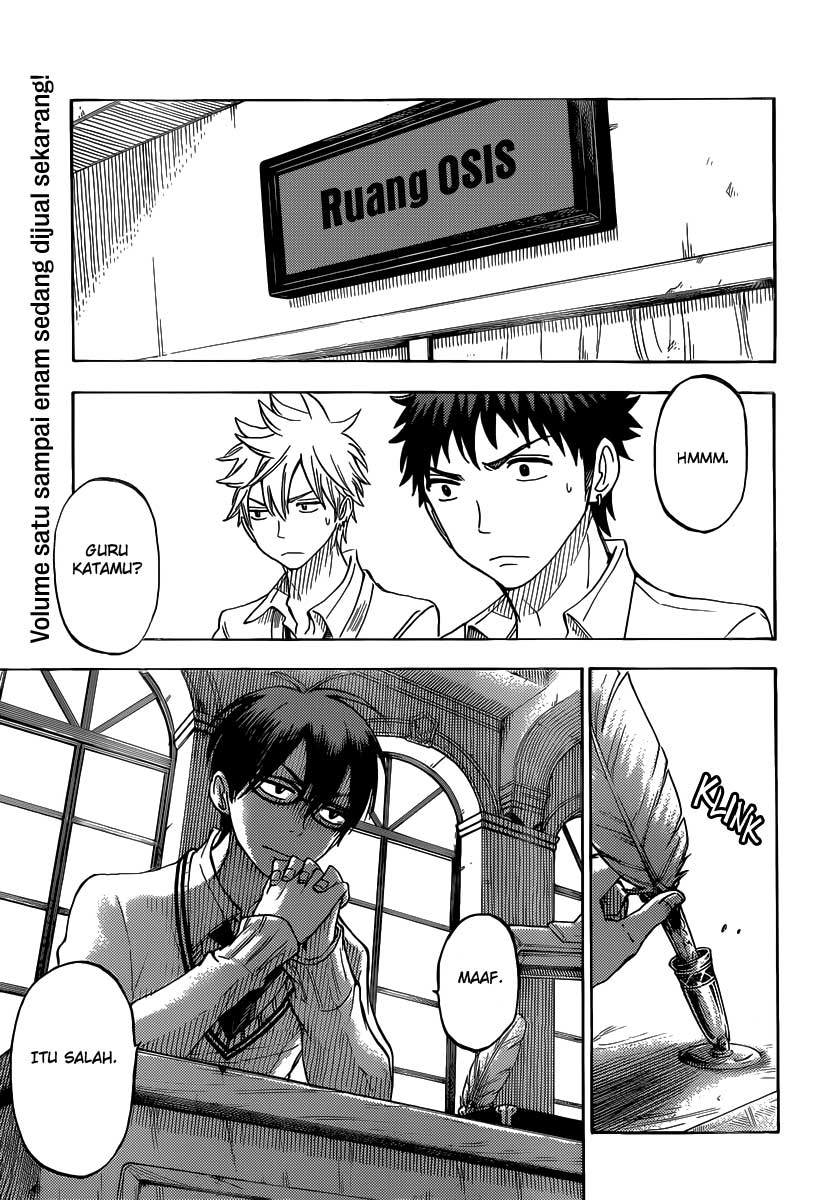 Volume satu sampai enam sedang dijual sekarang!
Ruang OSIS
HMMM.
GURU
KATAMU?
KLINK
..
MAAF.
ITU SALAH.